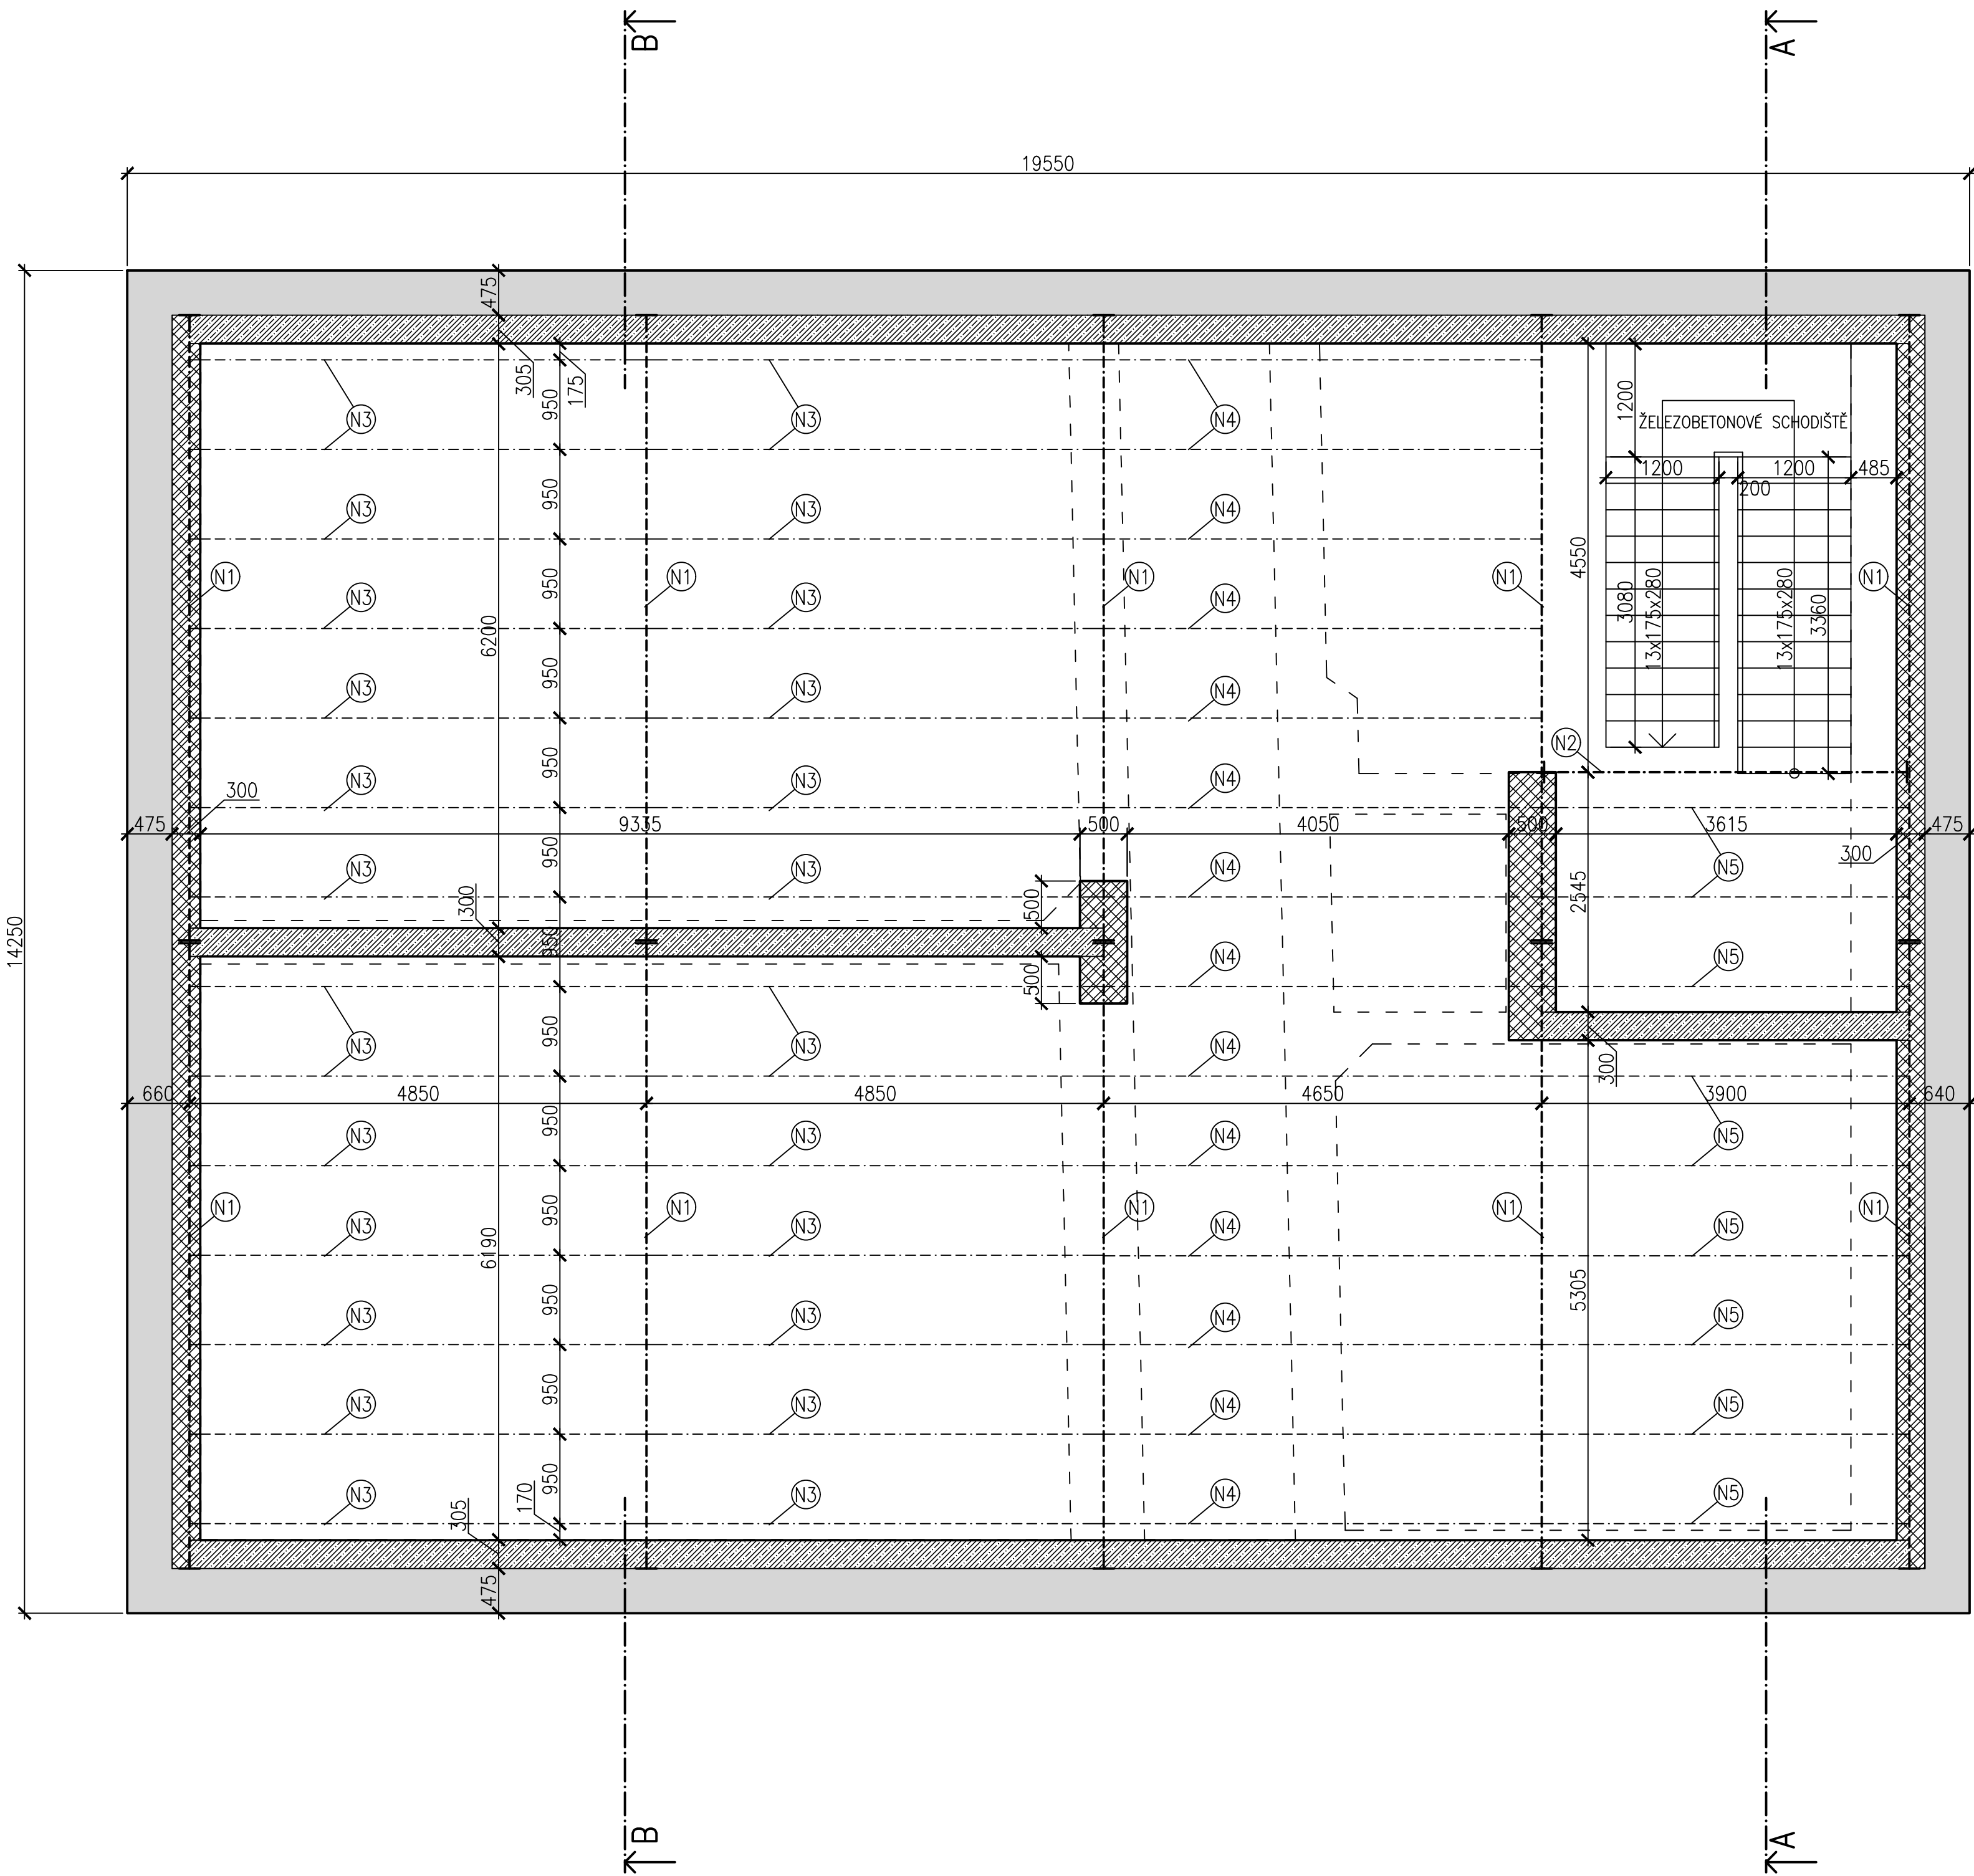 B
A
19550
475
305
175
950
N3
N3
N4
1200
ŽELEZOBETONOVÉ SCHODIŠTĚ
1200
1200
485
200
950
N3
N3
N4
4550
N1
950
N3
N1
N3
N1
N4
N1
3080
13x175x280
13x175x280
3360
N1
6200
950
N3
N3
N4
N2
950
N3
N3
N4
300
475
9335
500
4050
500
3615
475
300
950
N3
N3
500
N4
2545
N5
300
14250
950
500
N4
N5
950
N3
N3
N4
300
660
4850
4850
4650
3900
640
950
N3
N3
N4
N5
N1
950
N1
N1
N1
N1
6190
N3
N3
N4
N5
950
N3
N3
N4
5305
N5
950
N3
N3
N4
N5
305
170
950
N3
N3
N4
N5
475
B
A